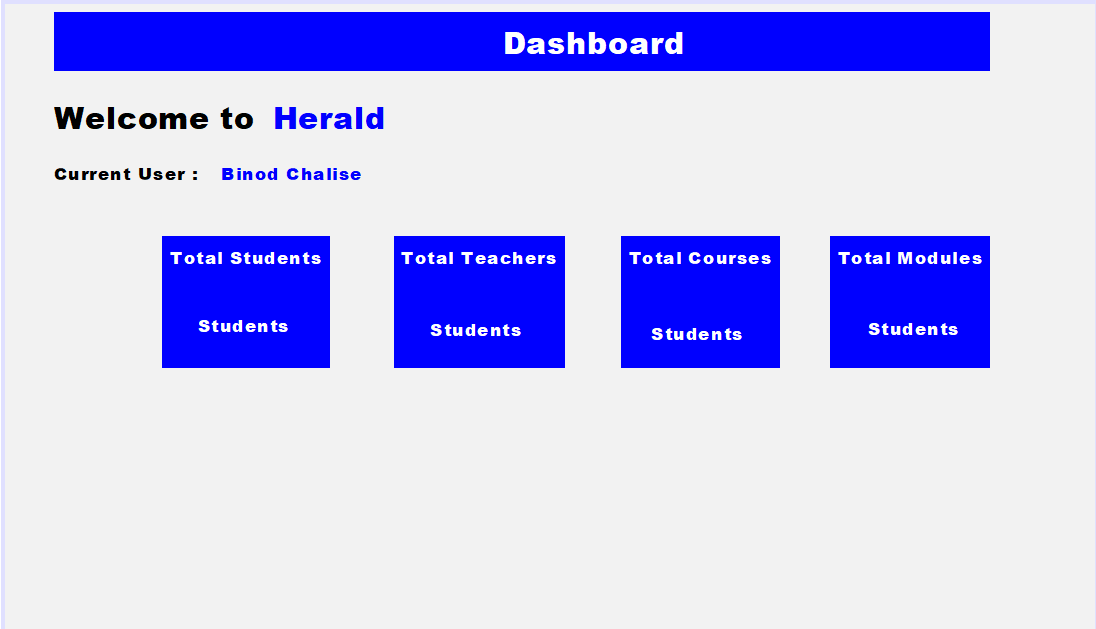 Dashboard
Welcome to Herald
Current User : Binod Chalise
Total Students Total Teachers Total Courses Total Modules
Students Students Students Students